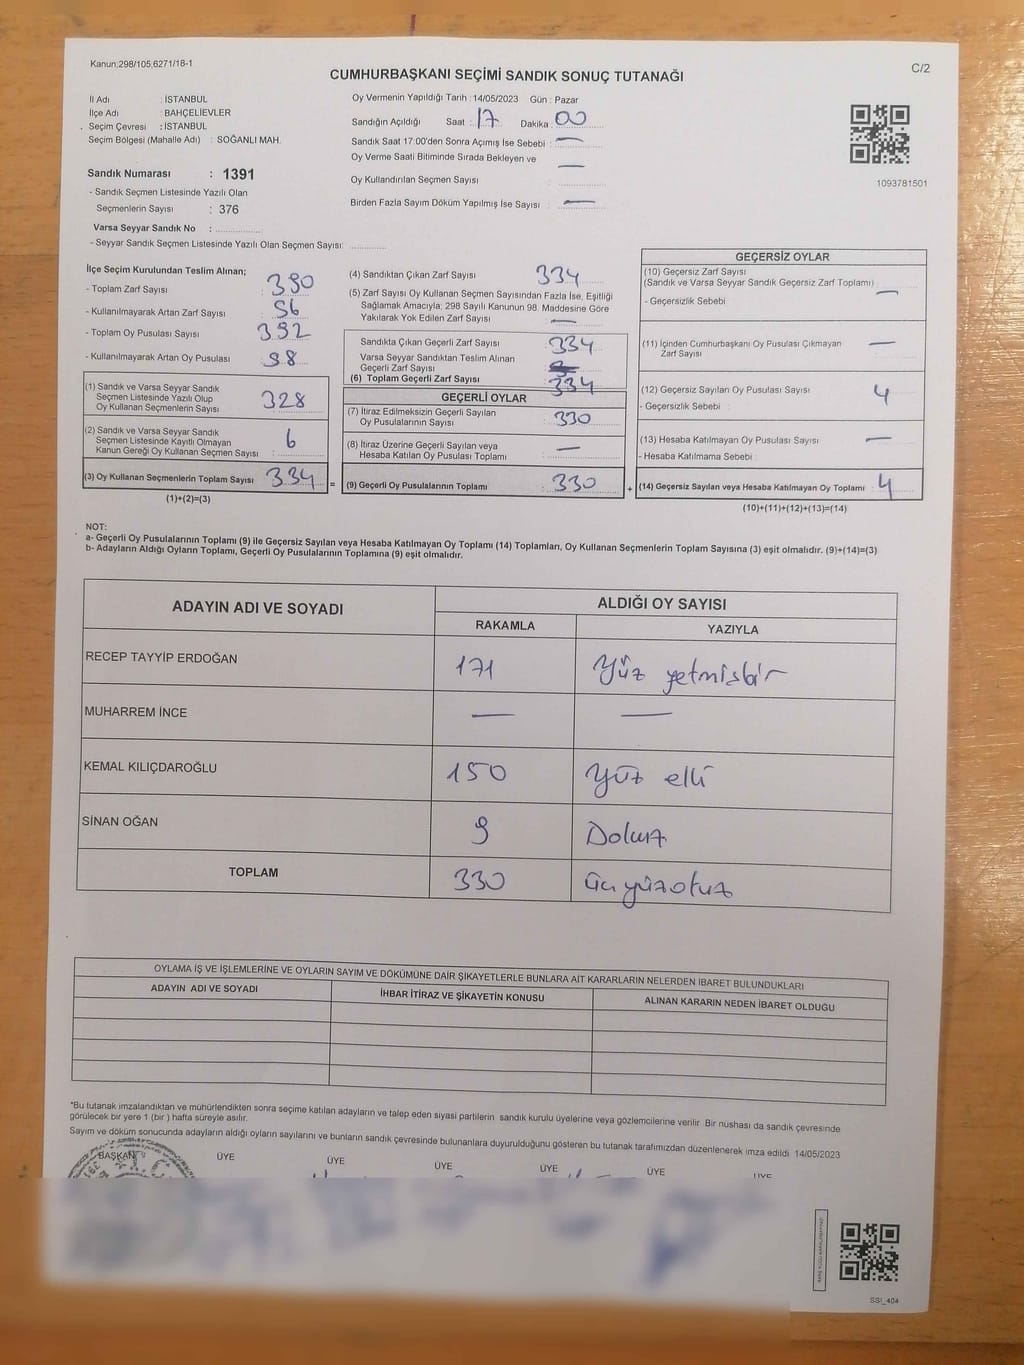 Kanun;298/105,6271/18-1
CUMHURBAŞKANI SEÇİMİ SANDIK SONUÇ TUTANAĞI
C/2
İl Adı : İSTANBUL
İlçe Adı : BAHÇELİEVLER
Seçim Çevresi : İSTANBUL
Seçim Bölgesi (Mahalle Adı) : SOĞANLI MAH.
Sandık Numarası : 1391
- Sandık Seçmen Listesinde Yazılı Olan
Seçmenlerin Sayısı : 376
Varsa Seyyar Sandık No :
- Seyyar Sandık Seçmen Listesinde Yazılı Olan Seçmen Sayısı:
Oy Vermenin Yapıldığı Tarih : 14/05/2023 Gün : Pazar
Sandığın Açıldığı Saat : 17 Dakika : 00
Sandık Saat 17:00'den Sonra Açımış İse Sebebi : —
Oy Verme Saati Bitiminde Sırada Bekleyen ve —
Oy Kullandırılan Seçmen Sayısı :
Birden Fazla Sayım Döküm Yapılmış İse Sayısı : —
1093781501
İlçe Seçim Kurulundan Teslim Alınan;
- Toplam Zarf Sayısı : 390
- Kullanılmayarak Artan Zarf Sayısı : 56
- Toplam Oy Pusulası Sayısı : 392
- Kullanılmayarak Artan Oy Pusulası : 98
(1) Sandık ve Varsa Seyyar Sandık
Seçmen Listesinde Yazılı Olup
Oy Kullanan Seçmenlerin Sayısı : 328
(2) Sandık ve Varsa Seyyar Sandık
Seçmen Listesinde Kayıtlı Olmayan
Kanun Gereği Oy Kullanan Seçmen Sayısı : 6
(3) Oy Kullanan Seçmenlerin Toplam Sayısı : 334
(1)+(2)=(3)
=
(4) Sandıktan Çıkan Zarf Sayısı : 334
(5) Zarf Sayısı Oy Kullanan Seçmen Sayısından Fazla İse, Eşitliği
Sağlamak Amacıyla, 298 Sayılı Kanunun 98. Maddesine Göre
Yakılarak Yok Edilen Zarf Sayısı : —
Sandıkta Çıkan Geçerli Zarf Sayısı : 334
Varsa Seyyar Sandıktan Teslim Alınan
Geçerli Zarf Sayısı :
(6) Toplam Geçerli Zarf Sayısı : 334
GEÇERLİ OYLAR
(7) İtiraz Edilmeksizin Geçerli Sayılan
Oy Pusulalarının Sayısı : 330
(8) İtiraz Üzerine Geçerli Sayılan veya
Hesaba Katılan Oy Pusulası Toplamı : —
(9) Geçerli Oy Pusulalarının Toplamı : 330
+
GEÇERSİZ OYLAR
(10) Geçersiz Zarf Sayısı
(Sandık ve Varsa Seyyar Sandık Geçersiz Zarf Toplamı) : —
- Geçersizlik Sebebi :
(11) İçinden Cumhurbaşkanı Oy Pusulası Çıkmayan
Zarf Sayısı : —
(12) Geçersiz Sayılan Oy Pusulası Sayısı : 4
- Geçersizlik Sebebi :
(13) Hesaba Katılmayan Oy Pusulası Sayısı : —
- Hesaba Katılmama Sebebi :
(14) Geçersiz Sayılan veya Hesaba Katılmayan Oy Toplamı : 4
(10)+(11)+(12)+(13)=(14)
NOT:
a- Geçerli Oy Pusulalarının Toplamı (9) ile Geçersiz Sayılan veya Hesaba Katılmayan Oy Toplamı (14) Toplamları, Oy Kullanan Seçmenlerin Toplam Sayısına (3) eşit olmalıdır. (9)+(14)=(3)
b- Adayların Aldığı Oyların Toplamı, Geçerli Oy Pusulalarının Toplamına (9) eşit olmalıdır.
ADAYIN ADI VE SOYADI
ALDIĞI OY SAYISI
RAKAMLA YAZIYLA
RECEP TAYYİP ERDOĞAN 171 Yüz yetmişbir
MUHARREM İNCE — —
KEMAL KILIÇDAROĞLU 150 Yüz elli
SİNAN OĞAN 9 Dokuz
TOPLAM 330 üçyüzotuz
OYLAMA İŞ VE İŞLEMLERİNE VE OYLARIN SAYIM VE DÖKÜMÜNE DAİR ŞİKAYETLERLE BUNLARA AİT KARARLARIN NELERDEN İBARET BULUNDUKLARI
ADAYIN ADI VE SOYADI İHBAR İTİRAZ VE ŞİKAYETİN KONUSU ALINAN KARARIN NEDEN İBARET OLDUĞU
*Bu tutanak imzalandıktan ve mühürlendikten sonra seçime katılan adayların ve talep eden siyasi partilerin sandık kurulu üyelerine veya gözlemcilerine verilir. Bir nüshası da sandık çevresinde
görülecek bir yere 1 (bir ) hafta süreyle asılır.
Sayım ve döküm sonucunda adayların aldığı oyların sayılarını ve bunların sandık çevresinde bulunanlara duyurulduğunu gösteren bu tutanak tarafımızdan düzenlenerek imza edildi. 14/05/2023
BAŞKAN ÜYE ÜYE ÜYE ÜYE ÜYE ÜYE
SSİ_404